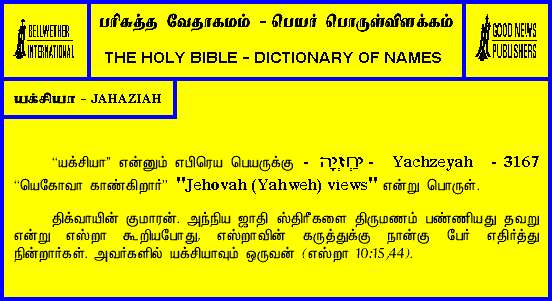 BELLWETHER
INTERNATIONAL
பரிசுத்த வேதாகமம் - பெயர் பொருள்விளக்கம்
THE HOLY BIBLE - DICTIONARY OF NAMES
GOOD NEWS
PUBLISHERS
யக்சியா - JAHAZIAH
“யக்சியா” என்னும் எபிரெய பெயருக்கு - יַחְזְיָה - Yachzeyah - 3167
“யெகோவா காண்கிறார்” "Jehovah (Yahweh) views" என்று பொருள்.
திக்வாயின் குமாரன். அந்நிய ஜாதி ஸ்திரீகளை திருமணம் பண்ணியது தவறு
என்று எஸ்றா கூறியபோது, எஸ்றாவின் கருத்துக்கு நான்கு பேர் எதிர்த்து
நின்றார்கள். அவர்களில் யக்சியாவும் ஒருவன் (எஸ்றா 10:15,44).